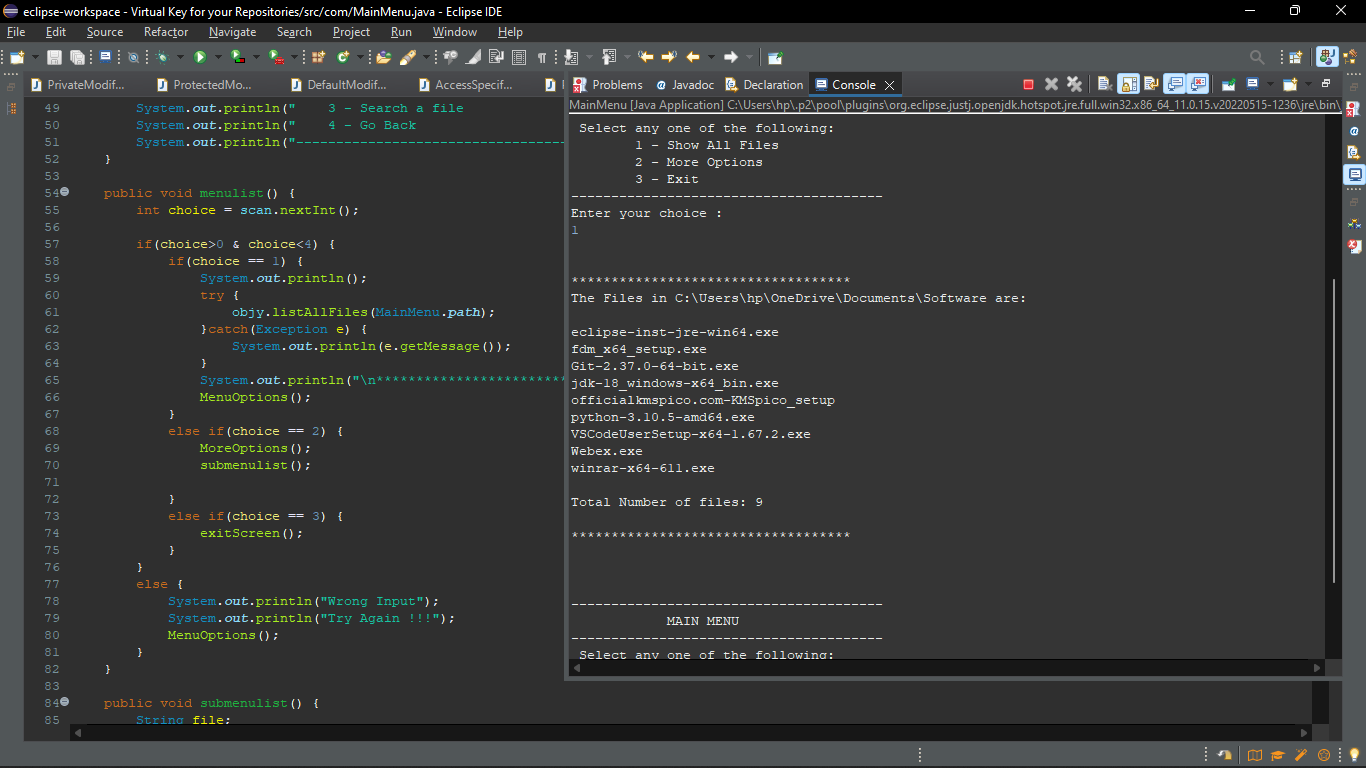 eclipse-workspace - Virtual Key for your Repositories/src/com/MainMenu.java - Eclipse IDE
File Edit Source Refactor Navigate Search Project Run Window Help
PrivateModif... ProtectedMo... DefaultModif... AccessSpecif...
49 System.out.println("    3 - Search a file
50 System.out.println("    4 - Go Back
51 System.out.println("----------------------------------
52 }
53
54 public void menulist() {
55 int choice = scan.nextInt();
56
57 if(choice>0 & choice<4) {
58 if(choice == 1) {
59 System.out.println();
60 try {
61 objy.listAllFiles(MainMenu.path);
62 }catch(Exception e) {
63 System.out.println(e.getMessage());
64 }
65 System.out.println("\n************************
66 MenuOptions();
67 }
68 else if(choice == 2) {
69 MoreOptions();
70 submenulist();
71
72 }
73 else if(choice == 3) {
74 exitScreen();
75 }
76 }
77 else {
78 System.out.println("Wrong Input");
79 System.out.println("Try Again !!!");
80 MenuOptions();
81 }
82 }
83
84 public void submenulist() {
85 String file;
Problems Javadoc Declaration Console
MainMenu [Java Application] C:\Users\hp\.p2\pool\plugins\org.eclipse.justj.openjdk.hotspot.jre.full.win32.x86_64_11.0.15.v20220515-1236\jre\bin\
Select any one of the following:
1 - Show All Files
2 - More Options
3 - Exit
---------------------------------------
Enter your choice :
1
***********************************
The Files in C:\Users\hp\OneDrive\Documents\Software are:
eclipse-inst-jre-win64.exe
fdm_x64_setup.exe
Git-2.37.0-64-bit.exe
jdk-18_windows-x64_bin.exe
officialkmspico.com-KMSpico_setup
python-3.10.5-amd64.exe
VSCodeUserSetup-x64-1.67.2.exe
Webex.exe
winrar-x64-611.exe
Total Number of files: 9
***********************************
---------------------------------------
MAIN MENU
---------------------------------------
Select any one of the following: